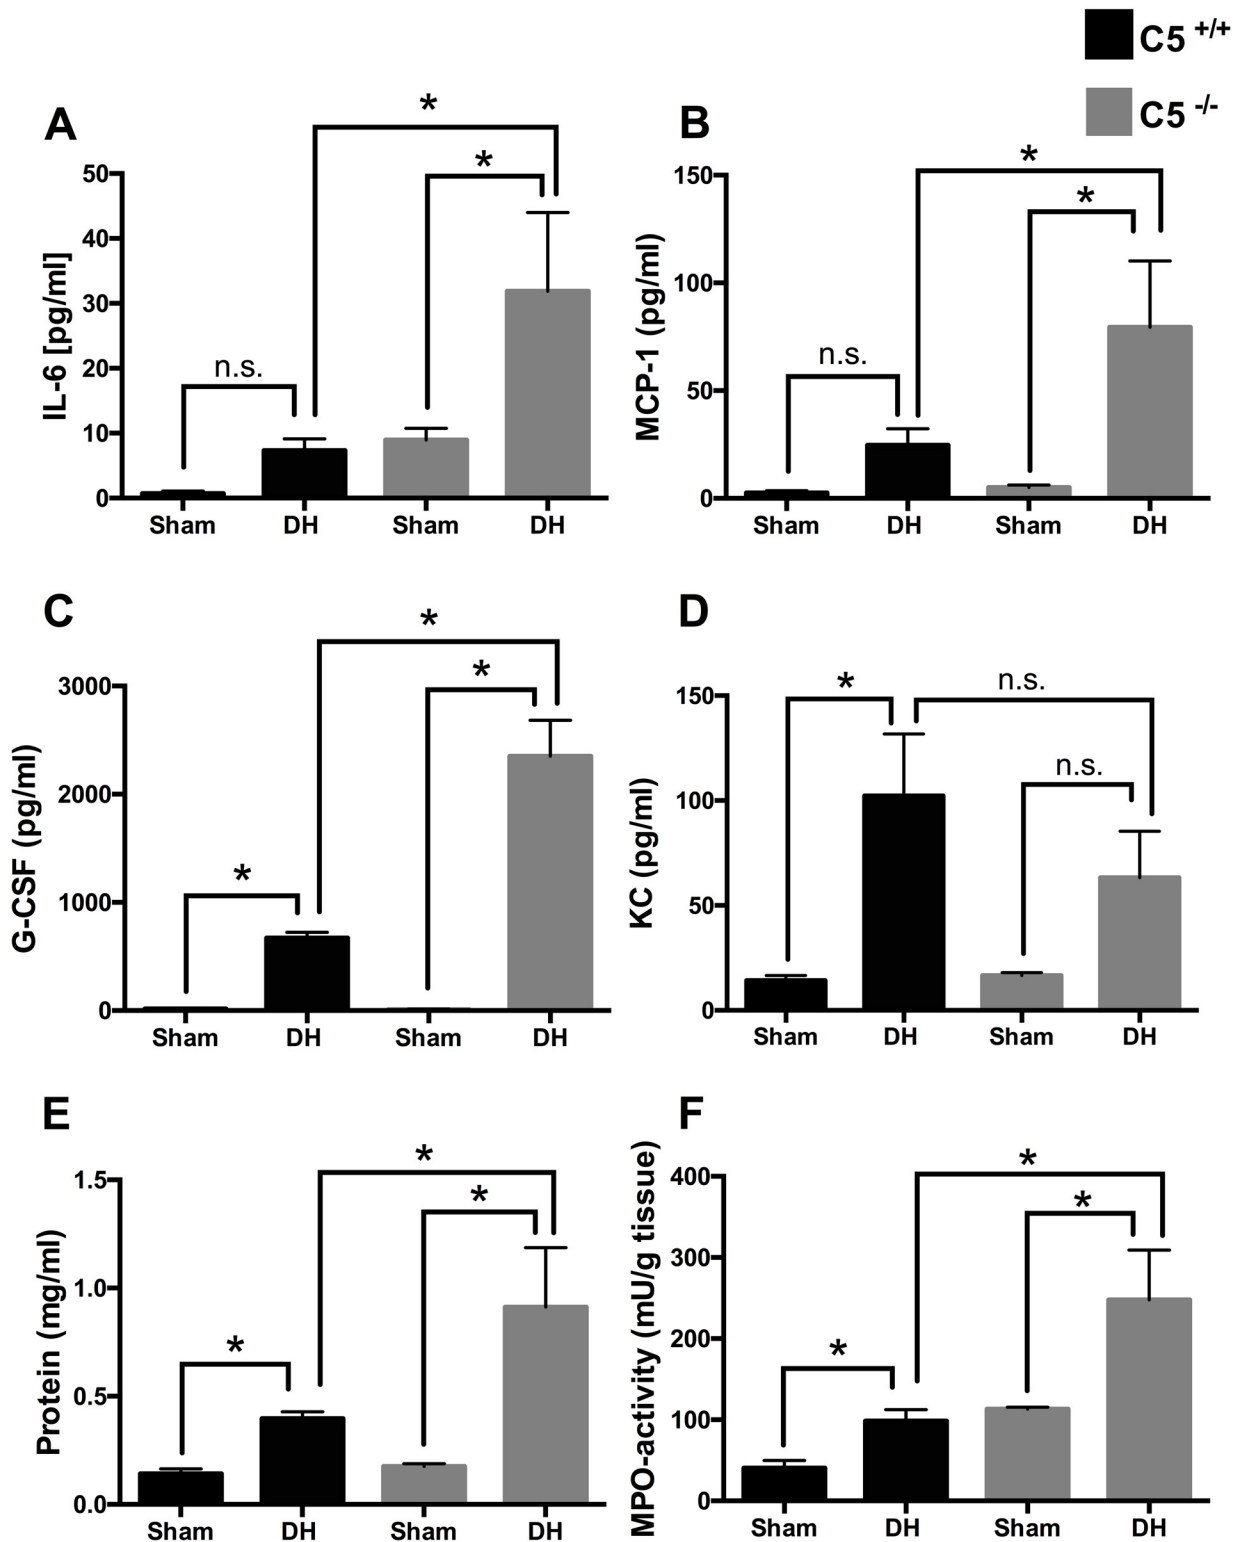 C5 +/+
C5 -/-
A
*
*
n.s.
IL-6 [pg/ml]
50
40
30
20
10
0
Sham DH Sham DH
B
*
*
n.s.
MCP-1 (pg/ml)
150
100
50
0
Sham DH Sham DH
C
*
*
*
G-CSF (pg/ml)
3000
2000
1000
0
Sham DH Sham DH
D
*
n.s.
n.s.
KC (pg/ml)
150
100
50
0
Sham DH Sham DH
E
*
*
*
Protein (mg/ml)
1.5
1.0
0.5
0.0
Sham DH Sham DH
F
*
*
*
MPO-activity (mU/g tissue)
400
300
200
100
0
Sham DH Sham DH